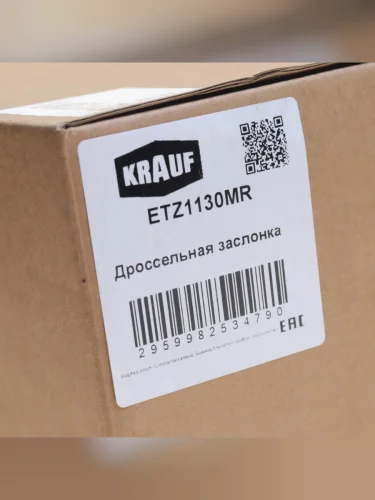 KRAUF
ETZ1130MR
Дроссельная заслонка
2959982534790
EAC